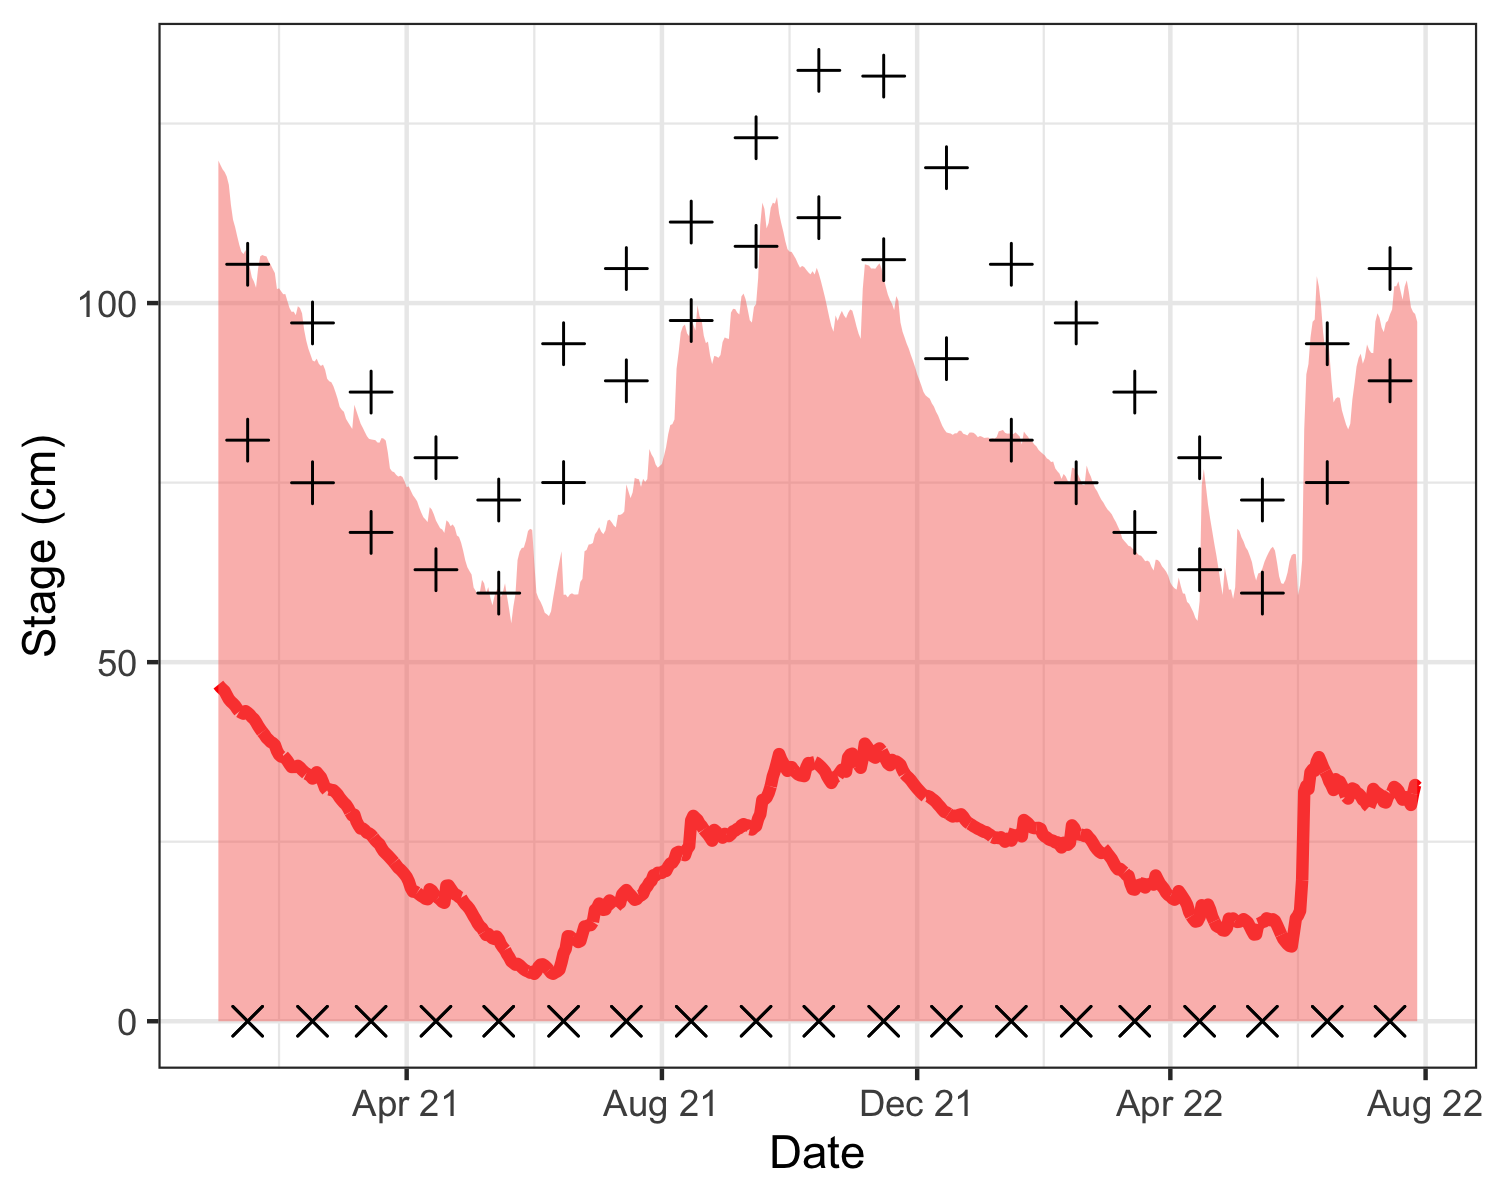 Stage (cm)
100
50
0
Apr 21
Aug 21
Dec 21
Apr 22
Aug 22
Date